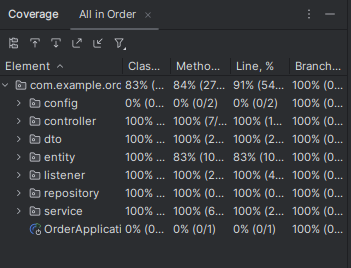 Coverage All in Order
Element Clas... Metho... Line, % Branch...
com.example.orc 83% (... 84% (27... 91% (54... 100% (0...
config 0% (0... 0% (0/2) 0% (0/2) 100% (0...
controller 100% ... 100% (7/... 100% (1... 100% (0...
dto 100% ... 100% (2... 100% (2... 100% (0...
entity 100% ... 83% (10... 83% (10... 100% (0...
listener 100% ... 100% (2... 100% (4... 100% (0...
repository 100% ... 100% (0... 100% (0... 100% (0...
service 100% ... 100% (6... 100% (2... 100% (0...
OrderApplicati 0% (0... 0% (0/1) 0% (0/1) 100% (0...